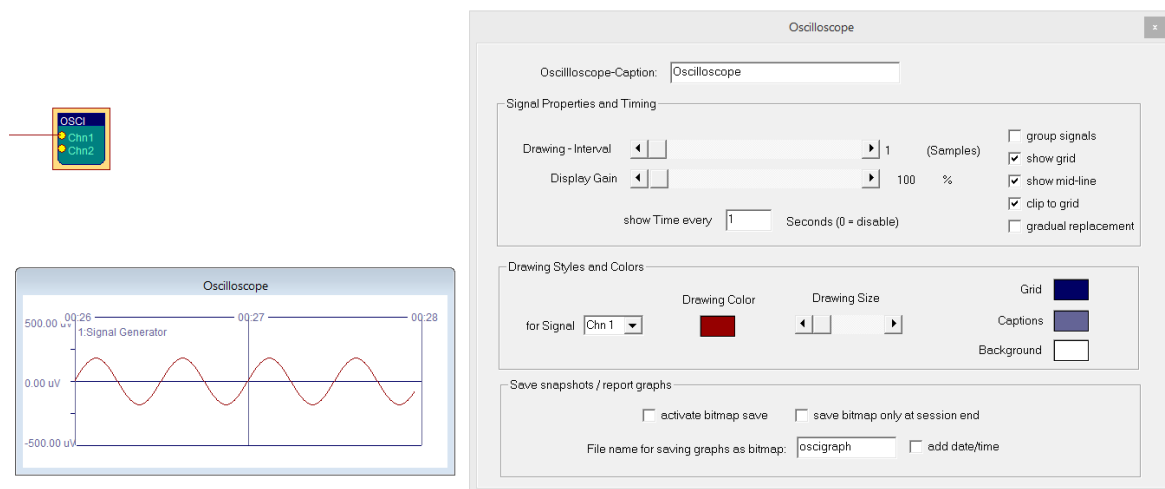 OSCI
Chn1
Chn2
Oscilloscope
00:26 00:27 00:28
500.00 uV
1:Signal Generator
0.00 uV
-500.00 uV
Oscilloscope
x
Oscillloscope-Caption: Oscilloscope
Signal Properties and Timing
Drawing - Interval 1 (Samples)
Display Gain 100 %
show Time every 1 Seconds (0 = disable)
group signals
show grid
show mid-line
clip to grid
gradual replacement
Drawing Styles and Colors
for Signal Chn 1
Drawing Color
Drawing Size
Grid
Captions
Background
Save snapshots / report graphs
activate bitmap save save bitmap only at session end
File name for saving graphs as bitmap: oscigraph add date/time